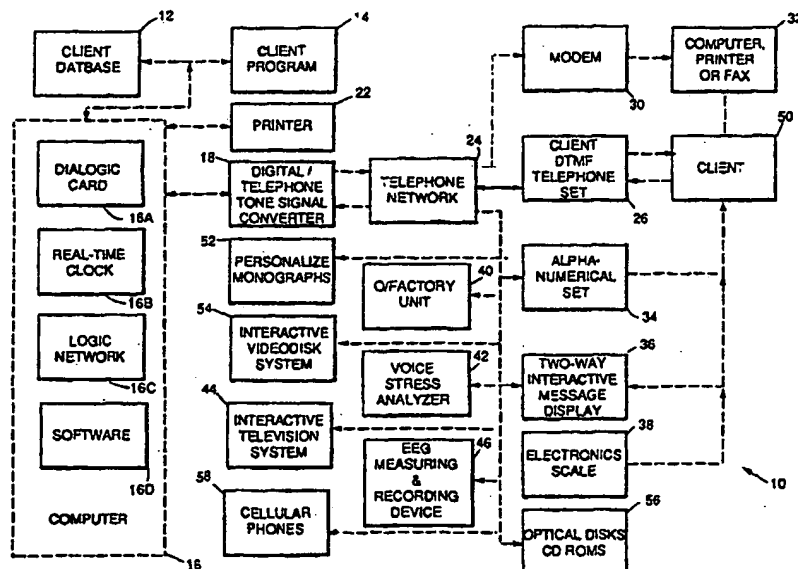 12
CLIENT
DATBASE
14
CLIENT
PROGRAM
22
PRINTER
DIALOGIC
CARD
16A
REAL-TIME
CLOCK
16B
LOGIC
NETWORK
16C
SOFTWARE
16D
COMPUTER
16
18
DIGITAL /
TELEPHONE
TONE SIGNAL
CONVERTER
24
TELEPHONE
NETWORK
52
PERSONALIZE
MONOGRAPHS
40
O/FACTORY
UNIT
54
INTERACTIVE
VIDEODISK
SYSTEM
42
VOICE
STRESS
ANALYZER
44
INTERACTIVE
TELEVISION
SYSTEM
46
EEG
MEASURING
&
RECORDING
DEVICE
58
CELLULAR
PHONES
MODEM
30
32
COMPUTER,
PRINTER
OR FAX
CLIENT
DTMF
TELEPHONE
SET
26
50
CLIENT
ALPHA-
NUMERICAL
SET
34
36
TWO-WAY
INTERACTIVE
MESSAGE
DISPLAY
38
ELECTRONICS
SCALE
10
56
OPTICAL DISKS
CD ROMS